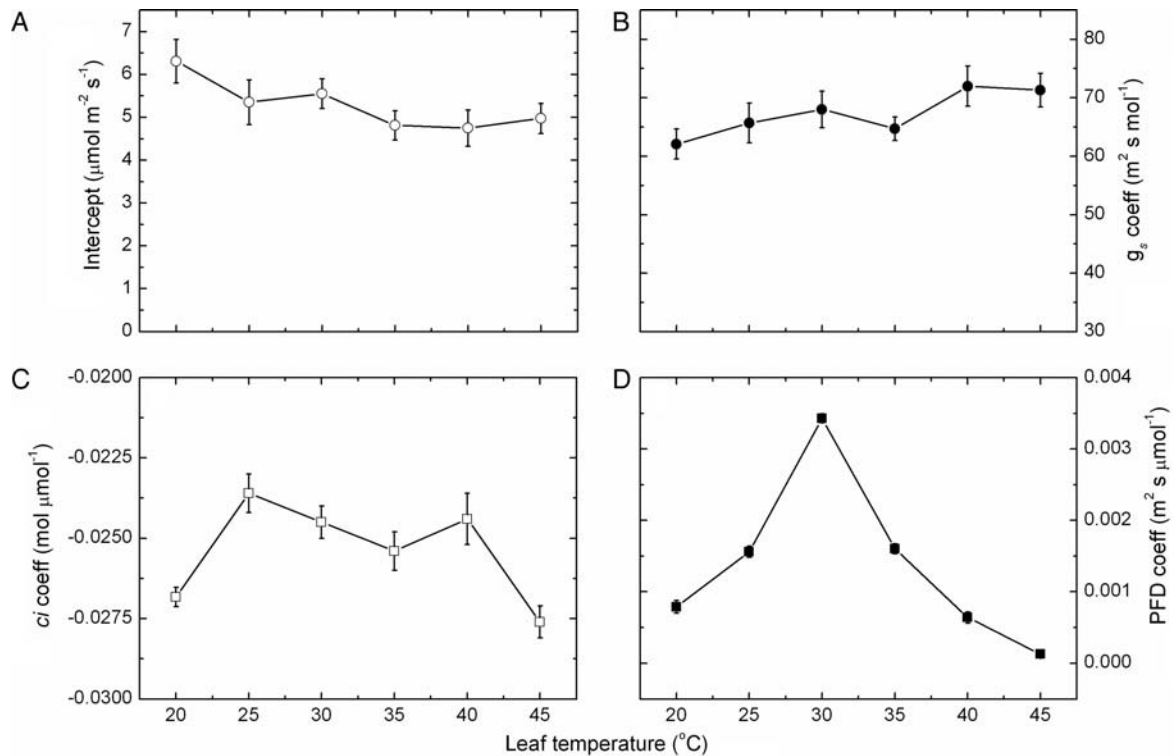 A
7
6
5
4
3
2
1
0
Intercept (μmol m⁻² s⁻¹)
B
80
70
60
50
40
30
gₛ coeff (m² s mol⁻¹)
C
-0.0200
-0.0225
-0.0250
-0.0275
-0.0300
ci coeff (mol μmol⁻¹)
20 25 30 35 40 45
D
0.004
0.003
0.002
0.001
0.000
PFD coeff (m² s μmol⁻¹)
20 25 30 35 40 45
Leaf temperature (°C)